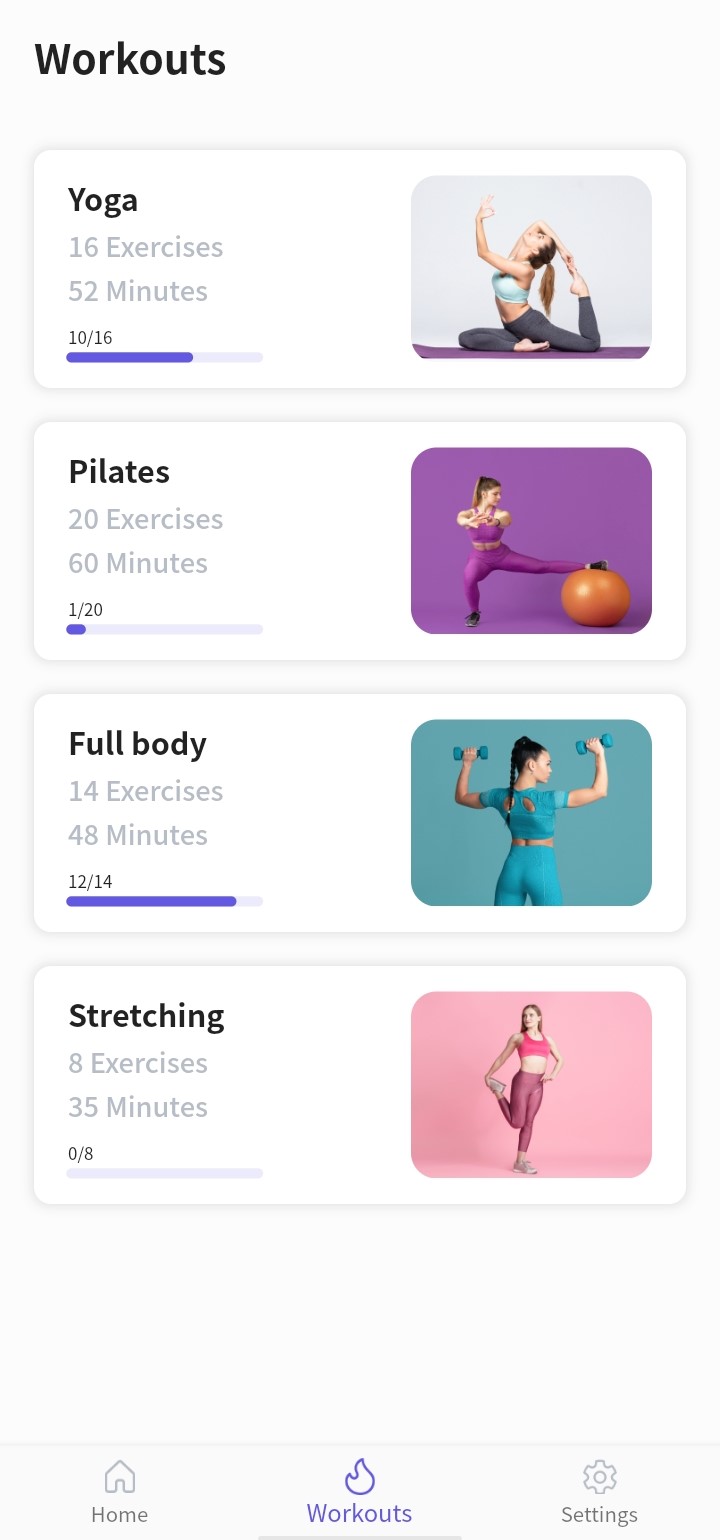 Workouts
Yoga
16 Exercises
52 Minutes
10/16
Pilates
20 Exercises
60 Minutes
1/20
Full body
14 Exercises
48 Minutes
12/14
Stretching
8 Exercises
35 Minutes
0/8
Home
Workouts
Settings